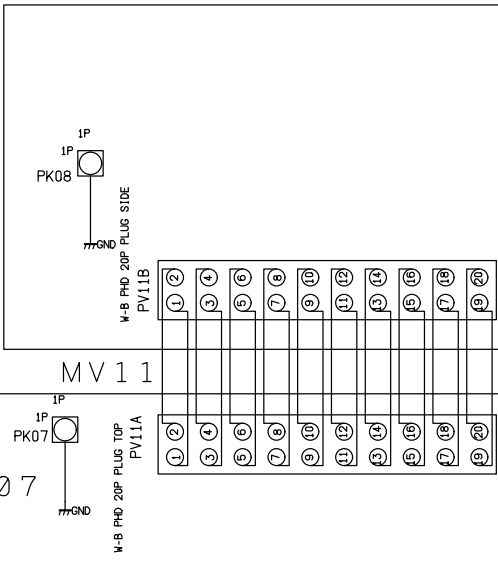 1P
1P
PK08
GND
W-B PHD 20P PLUG SIDE
PV11B
2 4 6 8 10 12 14 16 18 20
1 3 5 7 9 11 13 15 17 19
MV11
1P
1P
PK07
GND
07
W-B PHD 20P PLUG TOP
PV11A
2 4 6 8 10 12 14 16 18 20
1 3 5 7 9 11 13 15 17 19